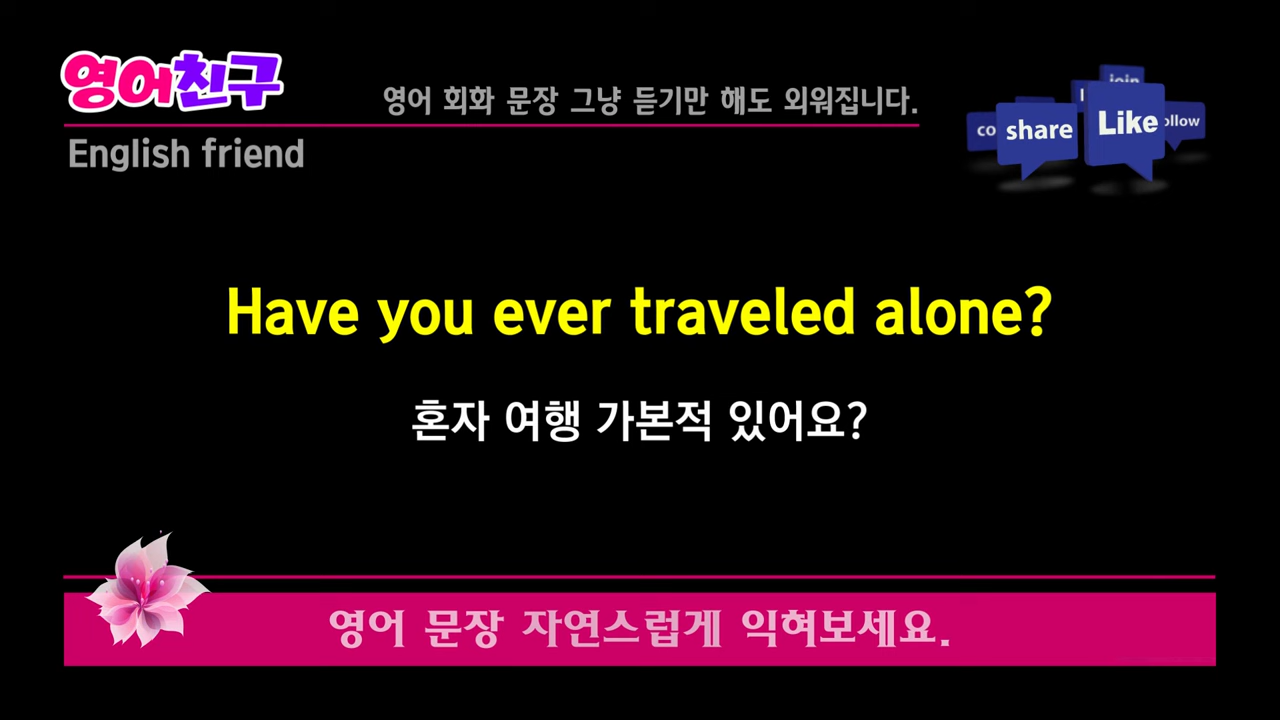 영어친구
영어 회화 문장 그냥 듣기만 해도 외워집니다.
English friend
join
share
Like
Have you ever traveled alone?
혼자 여행 가본적 있어요?
영어 문장 자연스럽게 익혀보세요.